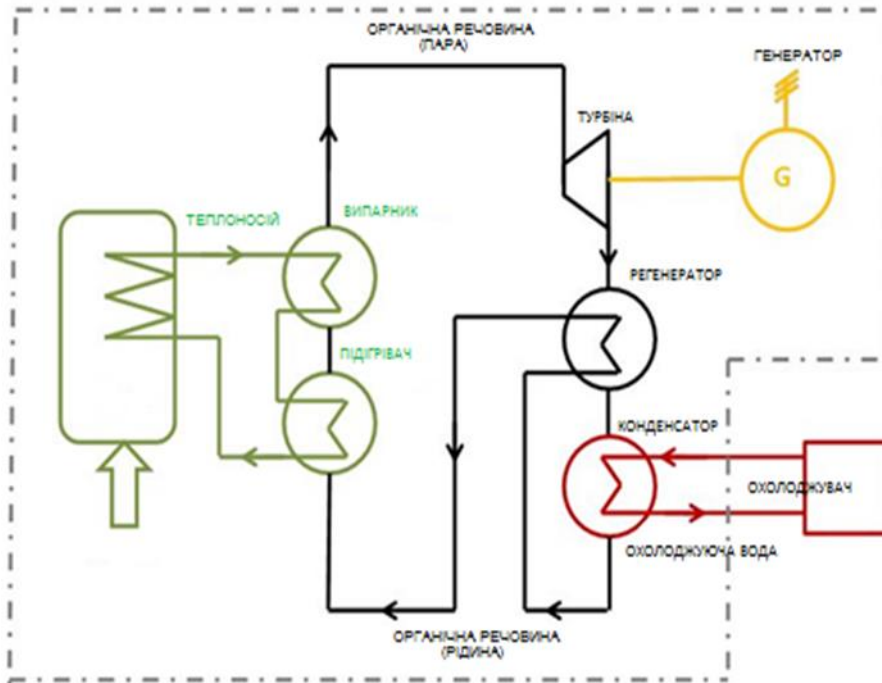 ОРГАНІЧНА РЕЧОВИНА
(ПАРА)
ГЕНЕРАТОР
ТУРБІНА
G
ТЕПЛОНОСІЙ
ВИПАРНИК
РЕГЕНЕРАТОР
ПІДІГРІВАЧ
КОНДЕНСАТОР
ОХОЛОДЖУВАЧ
ОХОЛОДЖУЮЧА ВОДА
ОРГАНІЧНА РЕЧОВИНА
(РІДИНА)